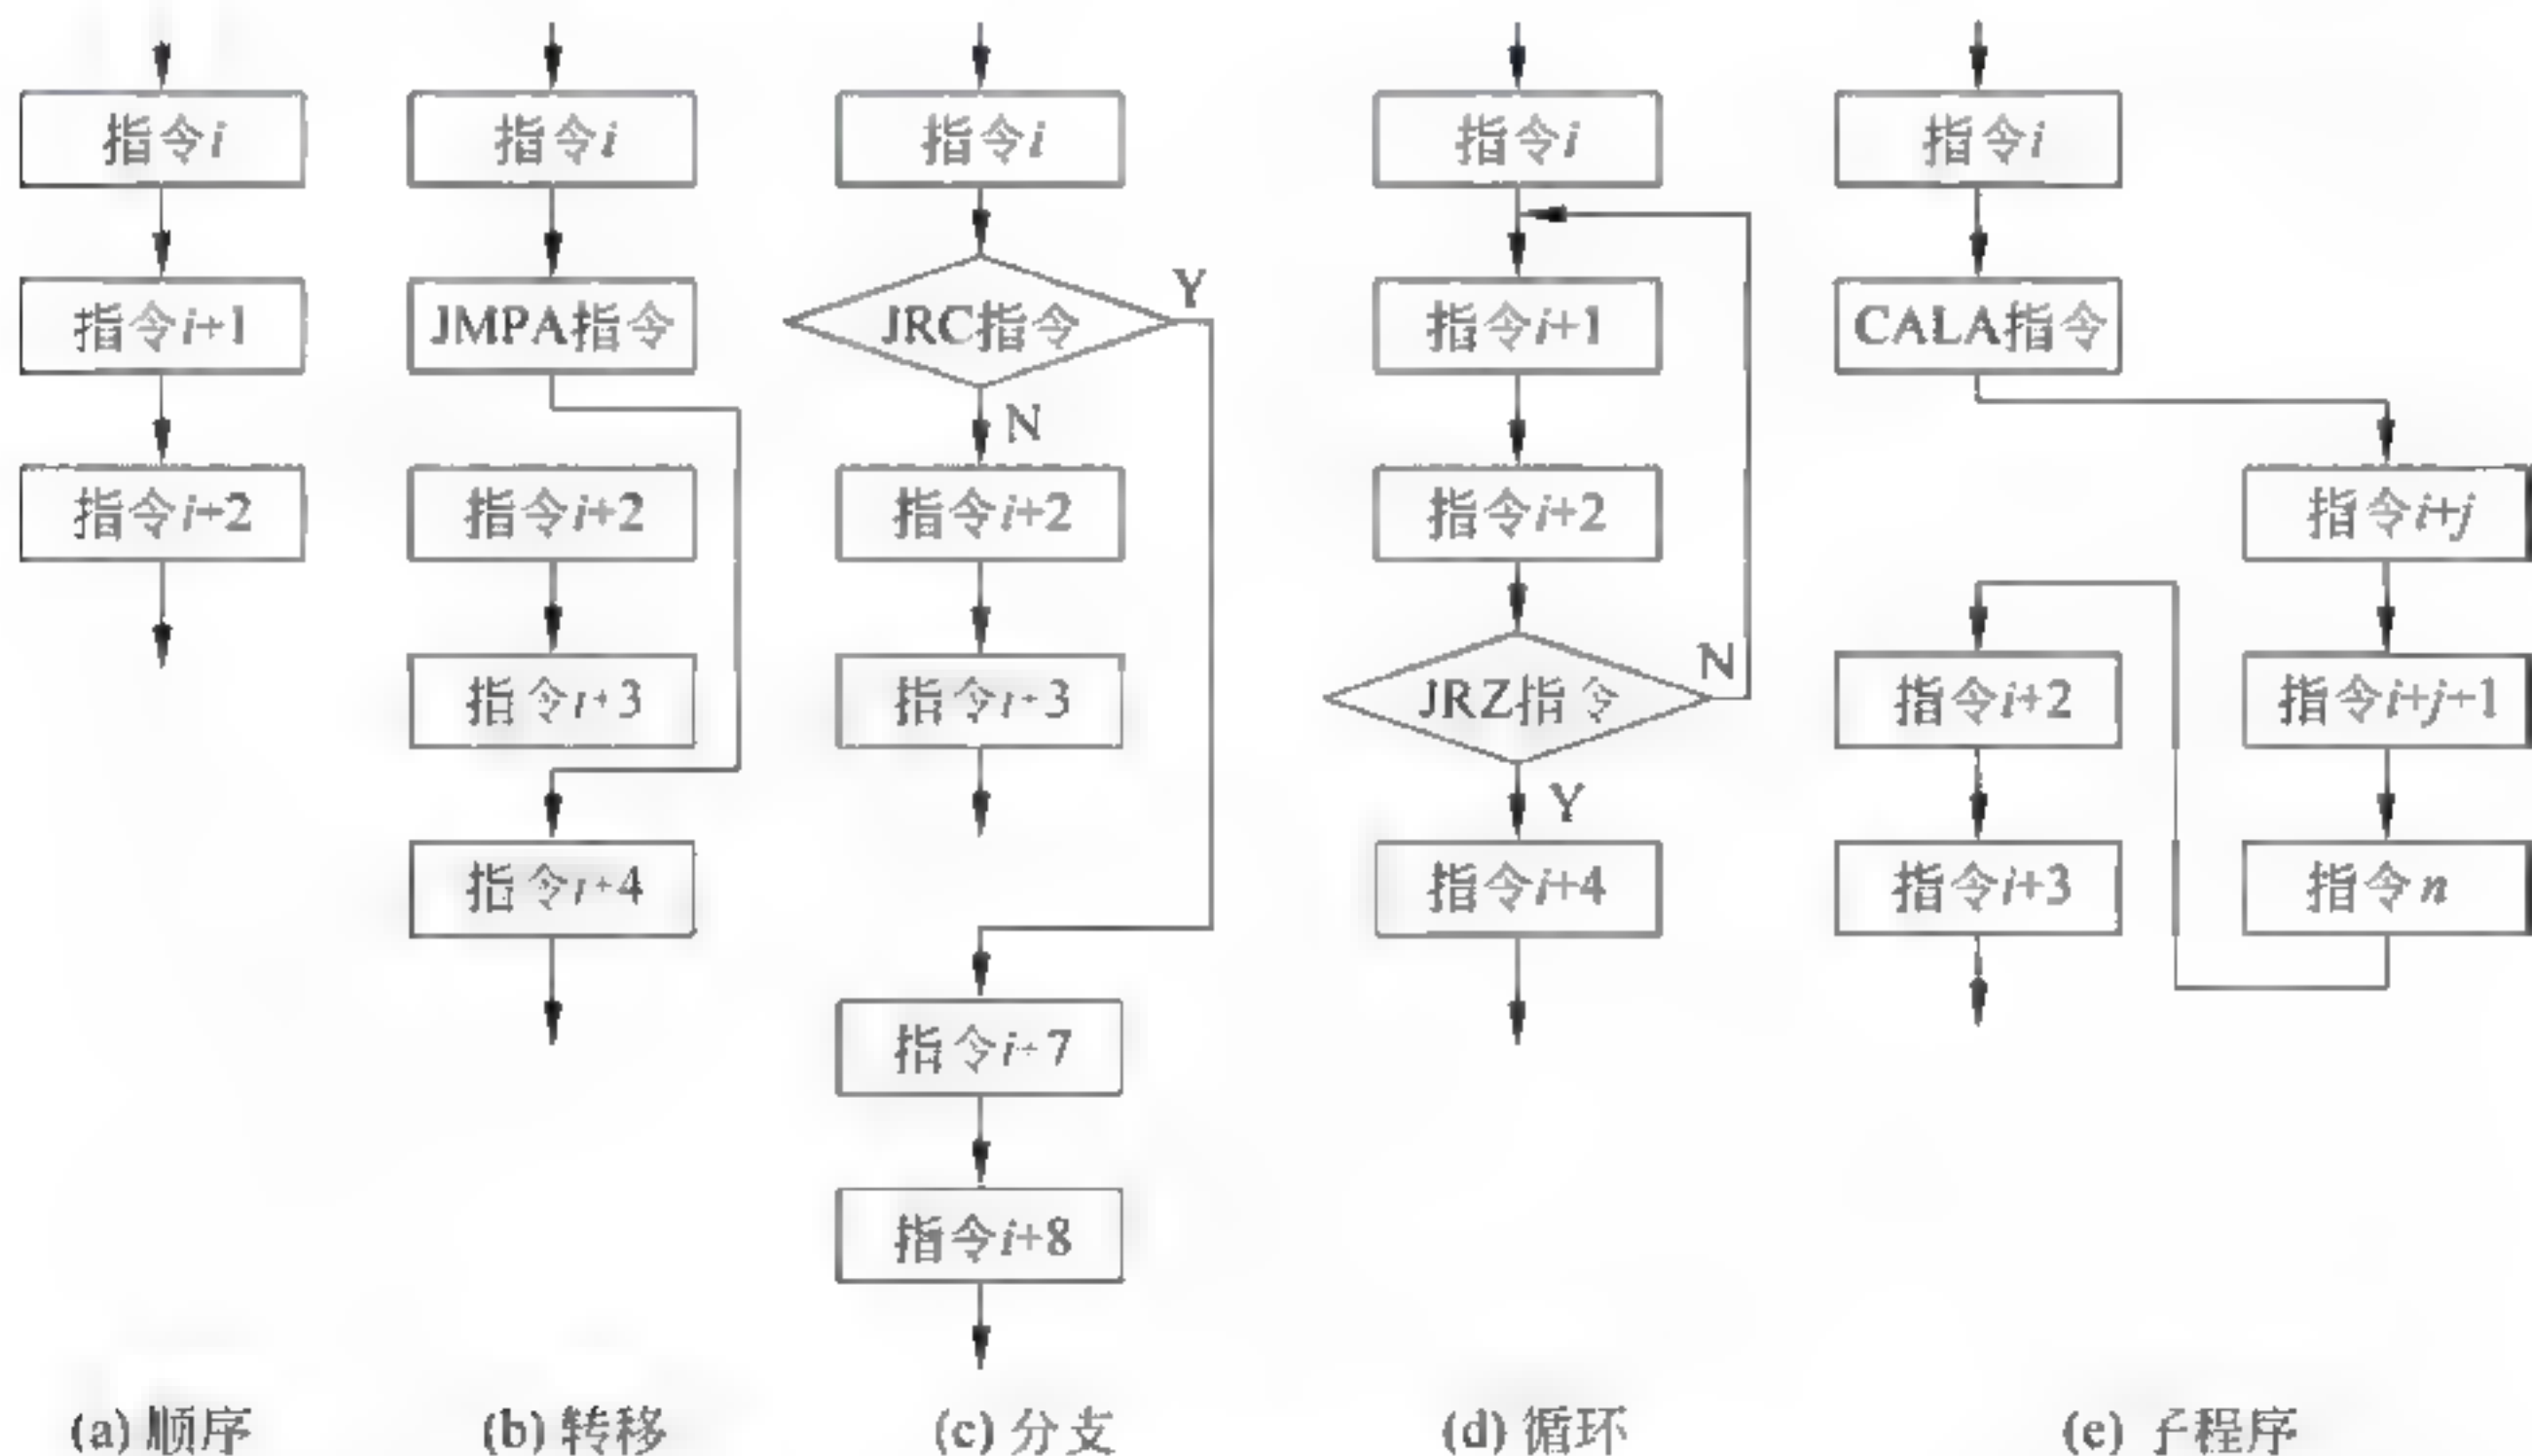 指令i
指令i+1
指令i+2
(a) 顺序
指令i
JMPA指令
指令i+2
指令i+3
指令i+4
(b) 转移
指令i
JRC指令
Y
N
指令i+2
指令i+3
指令i+7
指令i+8
(c) 分支
指令i
指令i+1
指令i+2
JRZ指令
N
Y
指令i+4
(d) 循环
指令i
CALA指令
指令i+j
指令i+j+1
指令n
指令i+2
指令i+3
(e) 子程序